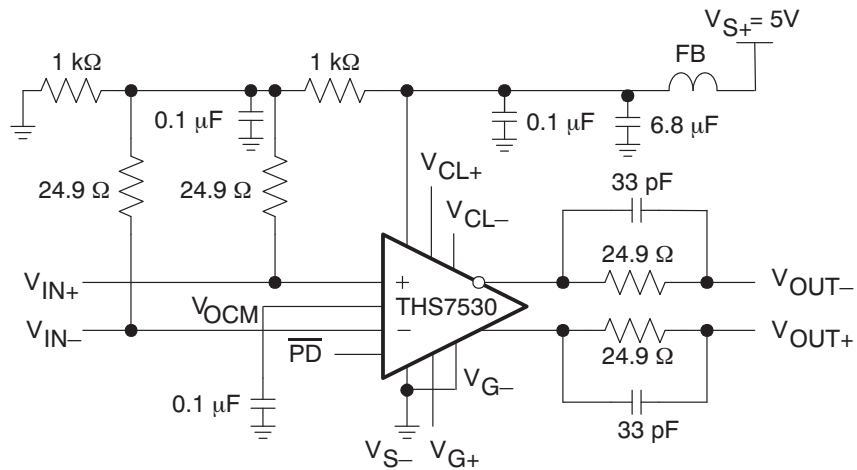 V_S+ = 5V
1 kΩ
1 kΩ
FB
0.1 μF
0.1 μF
6.8 μF
24.9 Ω
24.9 Ω
V_CL+
V_CL−
33 pF
24.9 Ω
V_IN+
+
THS7530
V_OUT−
V_OCM
V_IN−
−
V_OUT+
24.9 Ω
PD
V_G−
0.1 μF
33 pF
V_S−
V_G+